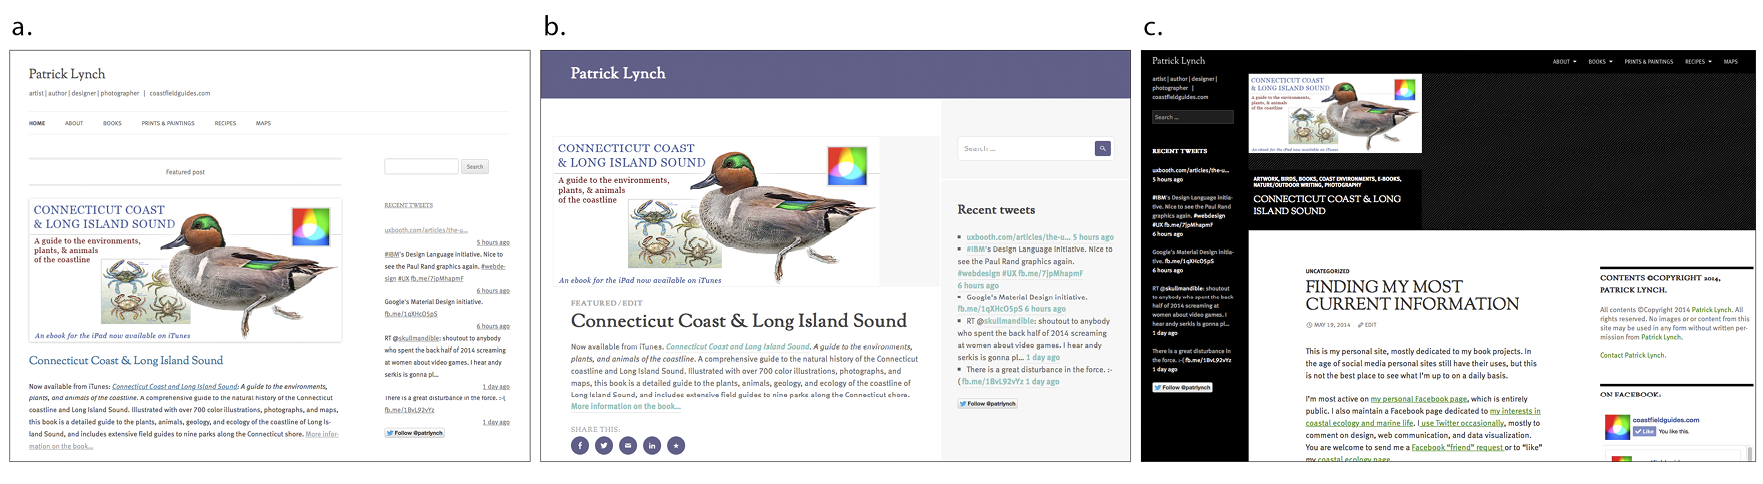 a.
Patrick Lynch
artist | author | designer | photographer | coastfieldguides.com
HOME ABOUT BOOKS PRINTS & PAINTINGS RECIPES MAPS
Featured post
CONNECTICUT COAST
& LONG ISLAND SOUND
A guide to the environments,
plants, & animals
of the coastline
An ebook for the iPad now available on iTunes
Connecticut Coast & Long Island Sound
Now available from iTunes: Connecticut Coast and Long Island Sound: A guide to the environments,
plants, and animals of the coastline. A comprehensive guide to the natural history of the Connecticut
coastline and Long Island Sound. Illustrated with over 700 color illustrations, photographs, and maps,
this book is a detailed guide to the plants, animals, geology, and ecology of the coastline of Long Is-
land Sound, and includes extensive field guides to nine parks along the Connecticut shore. More infor-
mation on the book...
Search
RECENT TWEETS
uxbooth.com/articles/the-u...
5 hours ago
#IBM's Design Language initiative. Nice to
see the Paul Rand graphics again. #webde-
sign #UX fb.me/7jpMhapmF
6 hours ago
Google's Material Design initiative.
fb.me/1qXHcO5pS
6 hours ago
RT @skullmandible: shoutout to anybody
who spent the back half of 2014 screaming
at women about video games. I hear andy
serkis is gonna pl...
1 day ago
There is a great disturbance in the force. :-(
fb.me/1BvL92vYz
1 day ago
Follow @patrlynch
b.
Patrick Lynch
CONNECTICUT COAST
& LONG ISLAND SOUND
A guide to the environments,
plants, & animals
of the coastline
An ebook for the iPad now available on iTunes
FEATURED / EDIT
Connecticut Coast & Long Island Sound
Now available from iTunes. Connecticut Coast and Long Island Sound. A guide to the environments,
plants, and animals of the coastline. A comprehensive guide to the natural history of the Connecticut
coastline and Long Island Sound. Illustrated with over 700 color illustrations, photographs, and
maps, this book is a detailed guide to the plants, animals, geology, and ecology of the coastline of
Long Island Sound, and includes extensive field guides to nine parks along the Connecticut shore.
More information on the book...
SHARE THIS:
Search ...
Recent tweets
uxbooth.com/articles/the-u... 5 hours ago
#IBM's Design Language initiative. Nice to
see the Paul Rand graphics again.
#webdesign #UX fb.me/7jpMhapmF
6 hours ago
Google's Material Design initiative.
fb.me/1qXHcO5pS 6 hours ago
RT @skullmandible: shoutout to anybody
who spent the back half of 2014 screaming
at women about video games. I hear andy
serkis is gonna pl... 1 day ago
There is a great disturbance in the force. :-
( fb.me/1BvL92vYz 1 day ago
Follow @patrlynch
c.
Patrick Lynch
ABOUT BOOKS PRINTS & PAINTINGS RECIPES MAPS
artist | author | designer |
photographer |
coastfieldguides.com
Search ...
RECENT TWEETS
uxbooth.com/articles/the-u...
5 hours ago
#IBM's Design Language initia-
tive. Nice to see the Paul Rand
graphics again. #webdesign
#UX fb.me/7jpMhapmF
6 hours ago
Google's Material Design initia-
tive. fb.me/1qXHcO5pS
6 hours ago
RT @skullmandible: shoutout
to anybody who spent the back
half of 2014 screaming at
women about video games. I
hear andy serkis is gonna pl...
1 day ago
There is a great disturbance in
the force. :-( fb.me/1BvL92vYz
1 day ago
Follow @patrlynch
CONNECTICUT COAST
& LONG ISLAND SOUND
A guide to the environments,
plants, & animals
of the coastline
An ebook for the iPad now available on iTunes
ARTWORK, BIRDS, BOOKS, COAST ENVIRONMENTS, E-BOOKS,
NATURE/OUTDOOR WRITING, PHOTOGRAPHY
CONNECTICUT COAST & LONG
ISLAND SOUND
UNCATEGORIZED
FINDING MY MOST
CURRENT INFORMATION
MAY 19, 2014 EDIT
This is my personal site, mostly dedicated to my book projects. In
the age of social media personal sites still have their uses, but this
is not the best place to see what I'm up to on a daily basis.
I'm most active on my personal Facebook page, which is entirely
public. I also maintain a Facebook page dedicated to my interests in
coastal ecology and marine life. I use Twitter occasionally, mostly to
comment on design, web communication, and data visualization.
You are welcome to send me a Facebook "friend" request or to "like"
my coastal ecology page
CONTENTS ©COPYRIGHT 2014,
PATRICK LYNCH.
All contents ©Copyright 2014 Patrick Lynch. All
rights reserved. No images or or content from this
site may be used in any form without written per-
mission from Patrick Lynch.
Contact Patrick Lynch.
ON FACEBOOK:
coastfieldguides.com
Like You like this.